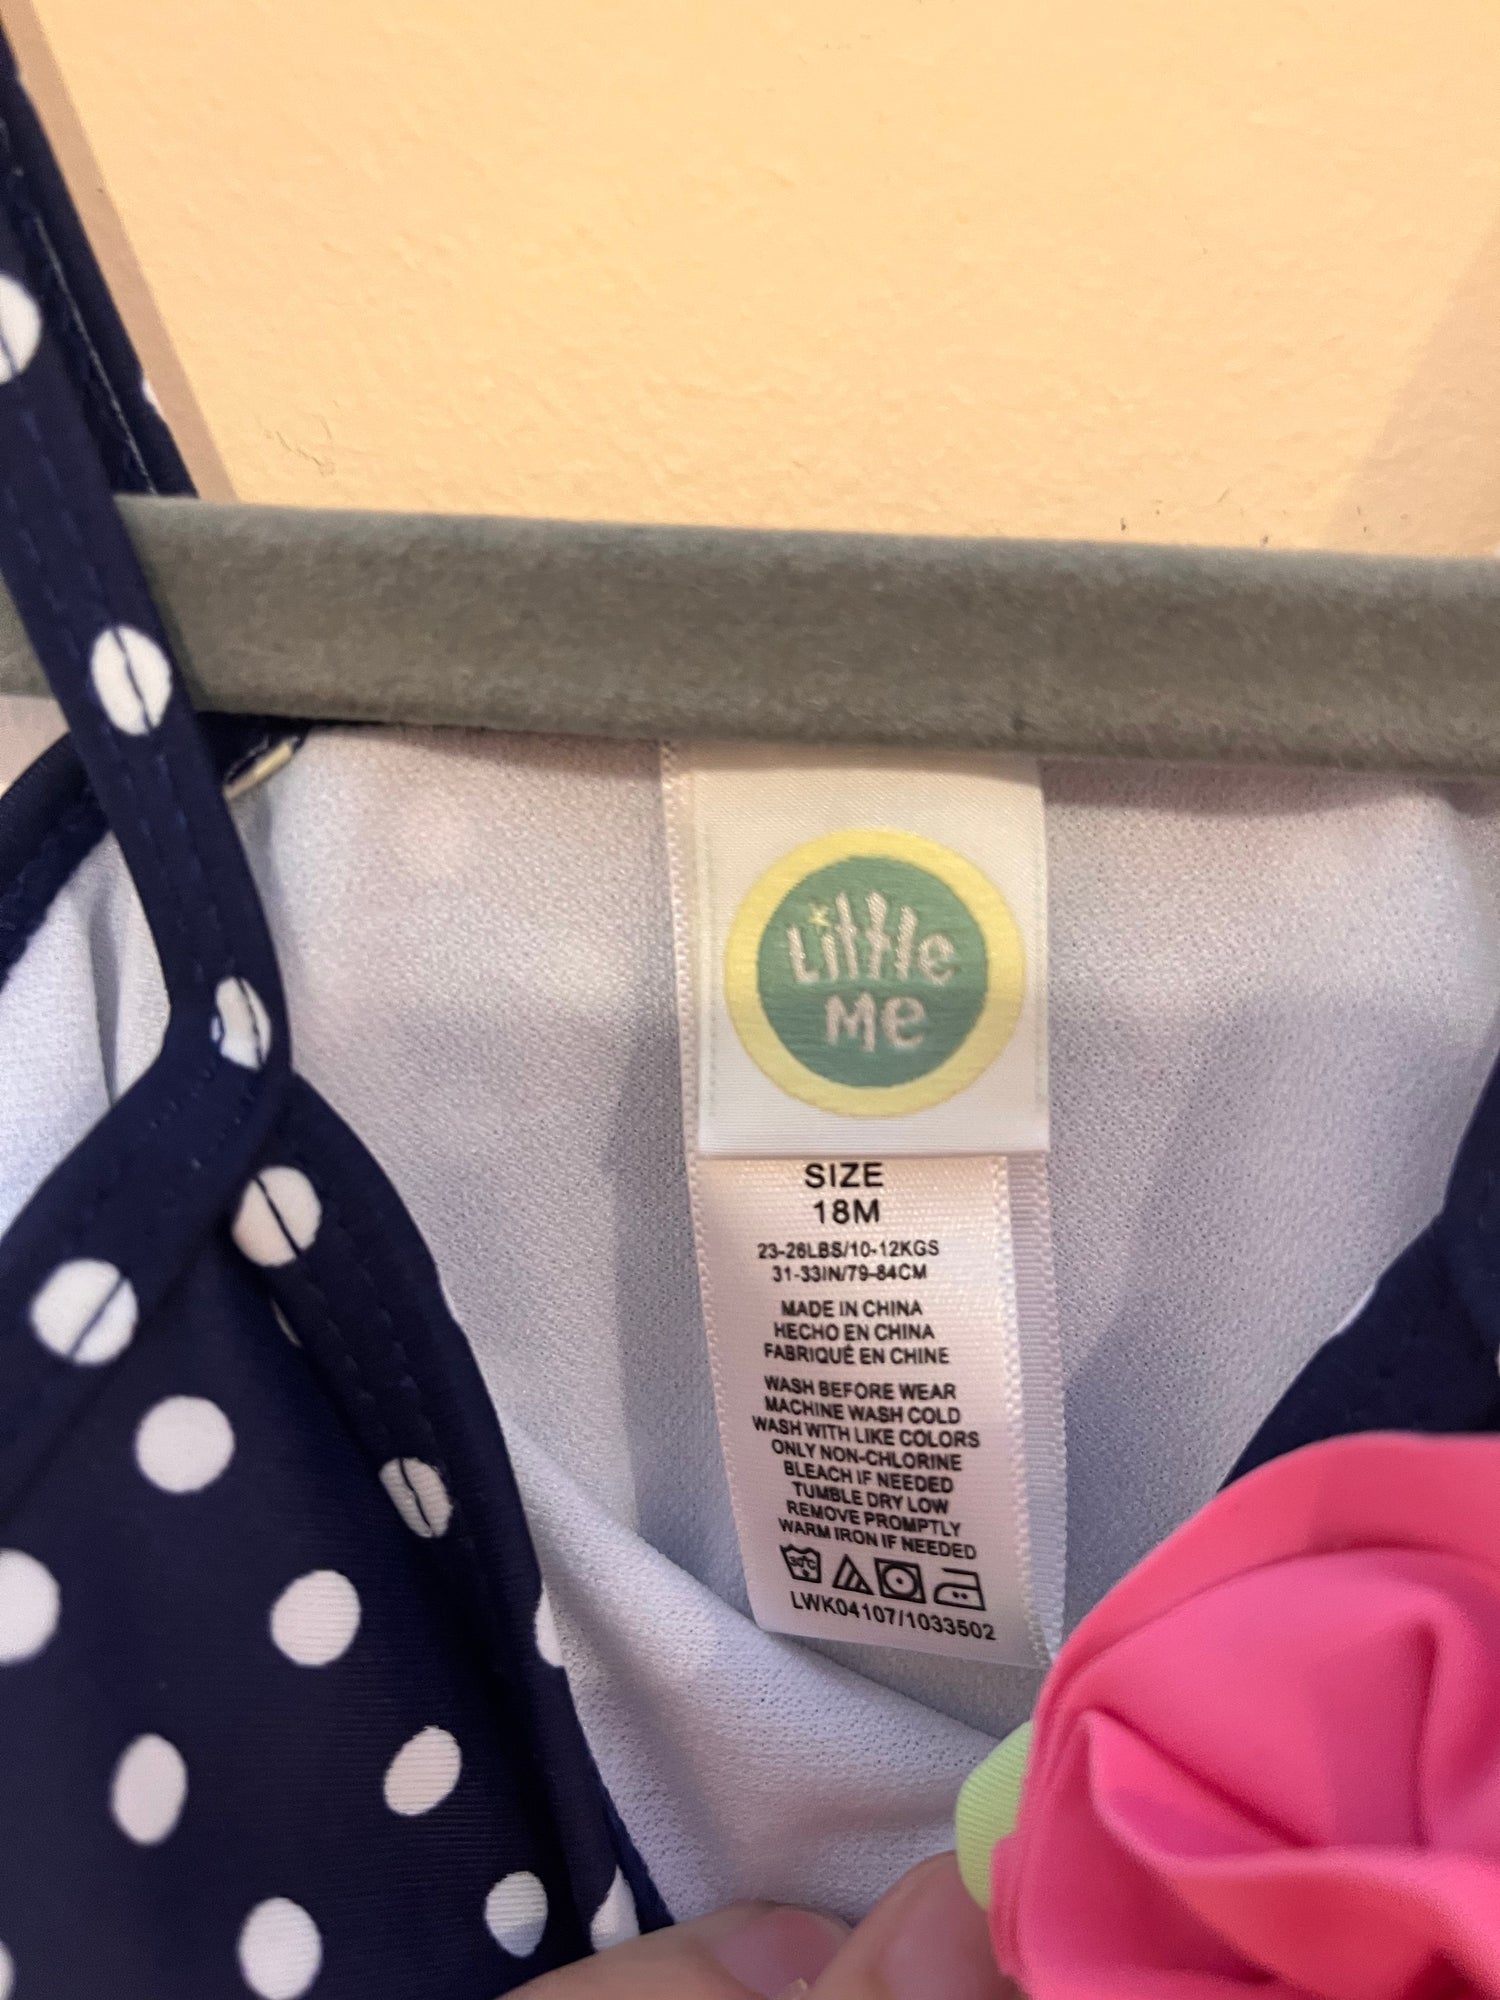 Little
Me
SIZE
18M
23-26LBS/10-12KGS
31-33IN/79-84CM
MADE IN CHINA
HECHO EN CHINA
FABRIQUÉ EN CHINE
WASH BEFORE WEAR
MACHINE WASH COLD
WASH WITH LIKE COLORS
ONLY NON-CHLORINE
BLEACH IF NEEDED
TUMBLE DRY LOW
REMOVE PROMPTLY
WARM IRON IF NEEDED
30°C
LWK04107/1033502